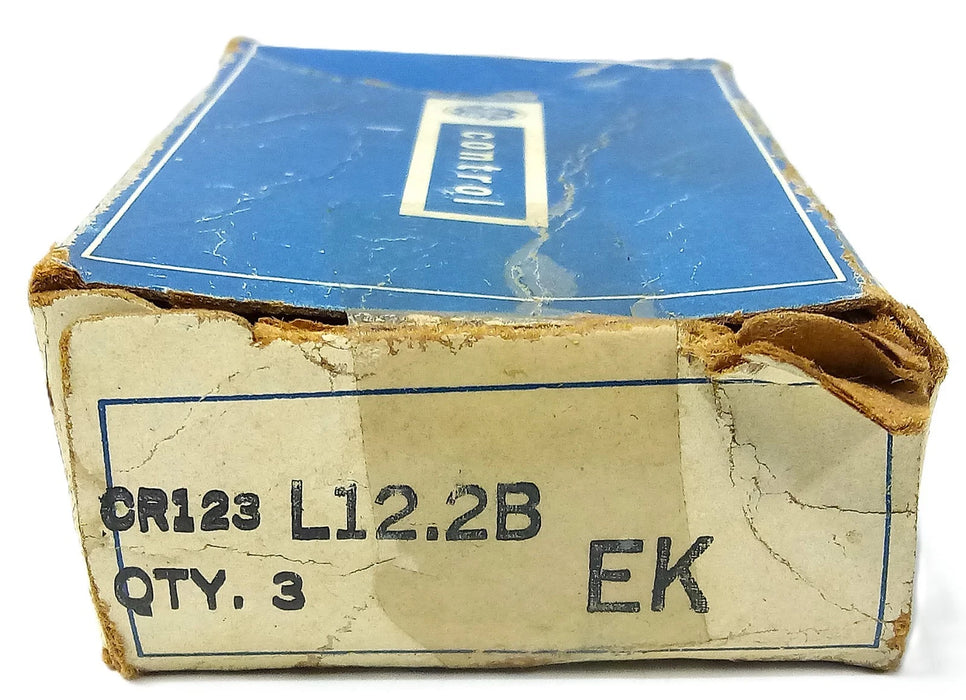 control
CR123 L12.2B
QTY. 3
EK